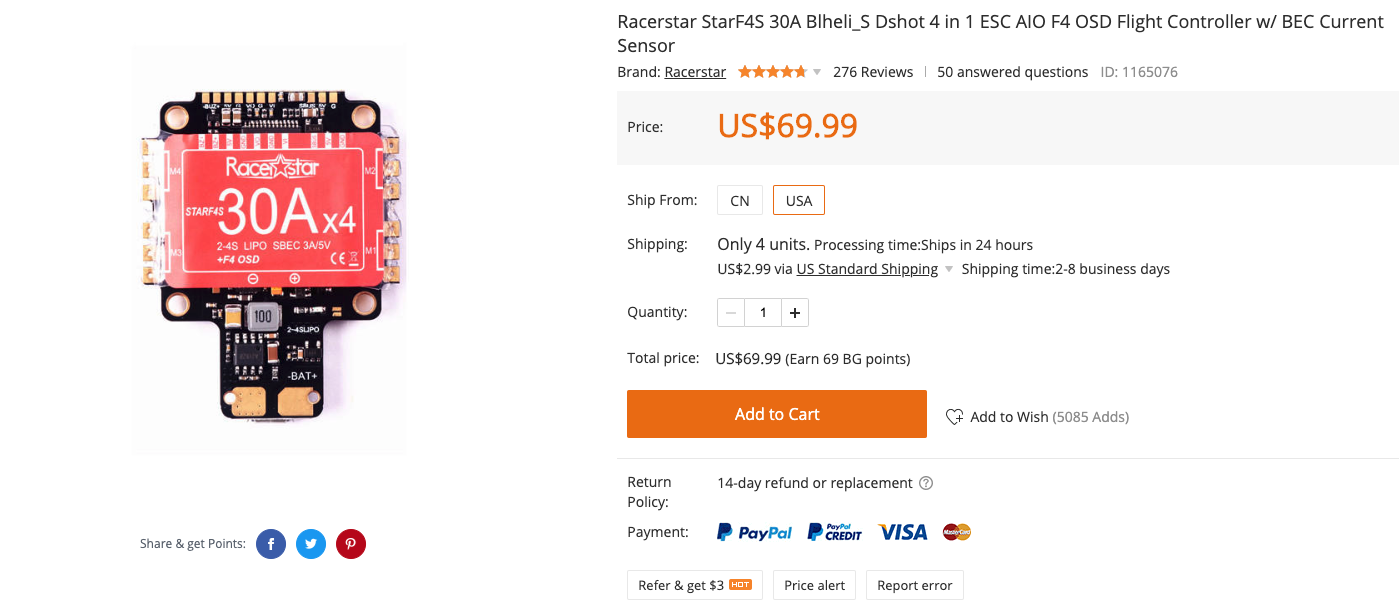 Racerstar StarF4S 30A Blheli_S Dshot 4 in 1 ESC AIO F4 OSD Flight Controller w/ BEC Current
Sensor
Brand: Racerstar 276 Reviews 50 answered questions ID: 1165076
Price: US$69.99
Ship From: CN USA
Shipping: Only 4 units. Processing time:Ships in 24 hours
US$2.99 via US Standard Shipping Shipping time:2-8 business days
Quantity: 1
Total price: US$69.99 (Earn 69 BG points)
Add to Cart
Add to Wish (5085 Adds)
Return
Policy:
14-day refund or replacement
Payment: PayPal PayPal CREDIT VISA MasterCard
Refer & get $3 HOT Price alert Report error
Racerstar
M4 M2
STARF4S 30A x4
2-4S LIPO SBEC 3A/5V
M3 +F4 OSD CE M1
100
2~4SLIPO
-BAT+
Share & get Points: